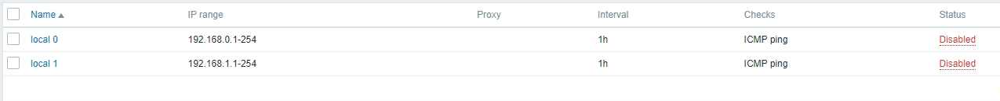 Name IP range Proxy Interval Checks Status
local 0 192.168.0.1-254 1h ICMP ping Disabled
local 1 192.168.1.1-254 1h ICMP ping Disabled